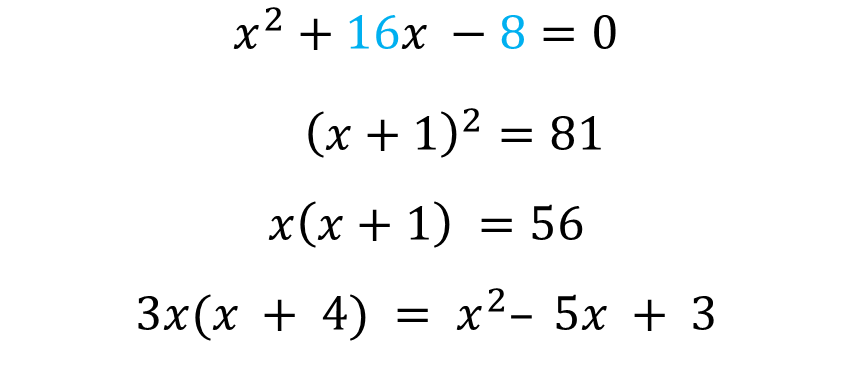 x² + 16x − 8 = 0
(x + 1)² = 81
x(x + 1) = 56
3x(x + 4) = x²– 5x + 3